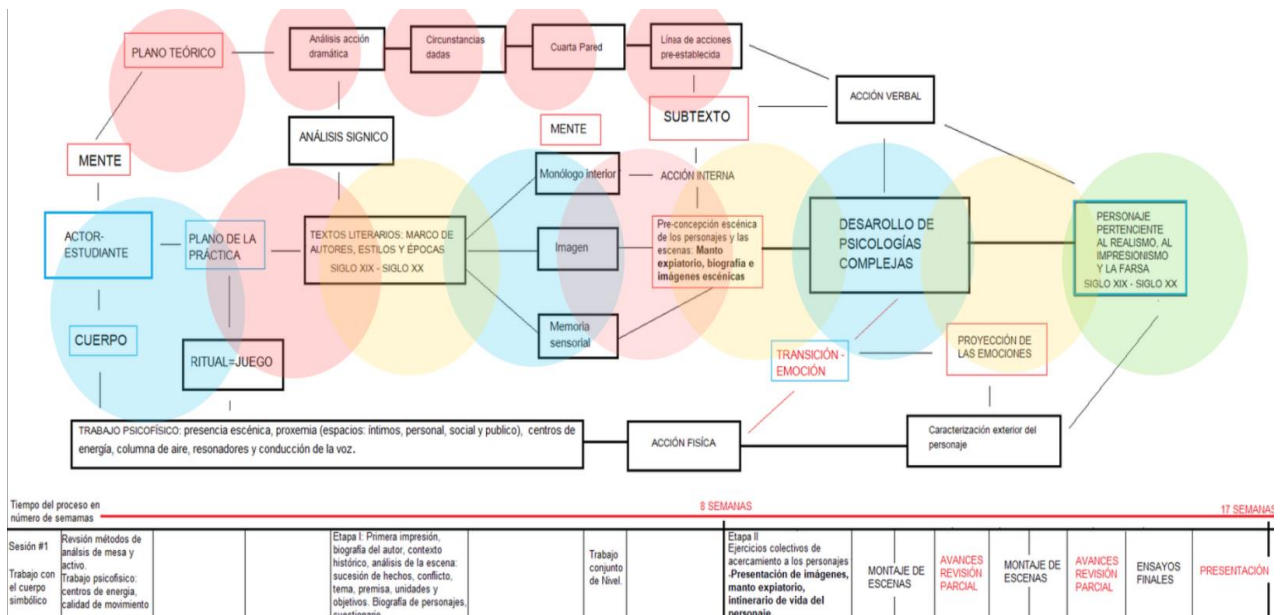 PLANO TEÓRICO
Análisis acción
dramática
Circunstancias
dadas
Cuarta Pared
Línea de acciones
pre-establecida
ACCIÓN VERBAL
ANÁLISIS SIGNICO
MENTE
SUBTEXTO
MENTE
Monólogo interior
ACCIÓN INTERNA
ACTOR-
ESTUDIANTE
PLANO DE LA
PRÁCTICA
TEXTOS LITERARIOS: MARCO DE
AUTORES, ESTILOS Y ÉPOCAS
SIGLO XIX - SIGLO XX
Imagen
Pre-concepción escénica
de los personajes y las
escenas: Manto
expiatorio, biografía e
imágenes escénicas
DESAROLLO DE
PSICOLOGÍAS
COMPLEJAS
PERSONAJE
PERTENCIENTE
AL REALISMO, AL
IMPRESIONISMO
Y LA FARSA
SIGLO XIX - SIGLO XX
CUERPO
RITUAL=JUEGO
Memoria
sensorial
TRANSICIÓN -
EMOCIÓN
PROYECCIÓN DE
LAS EMOCIONES
TRABAJO PSICOFÍSICO: presencia escénica, proxemia (espacios: íntimos, personal, social y publico), centros de
energía, columna de aire, resonadores y conducción de la voz.
ACCIÓN FISÍCA
Caracterización exterior del
personaje
Tiempo del proceso en
número de semamas
8 SEMANAS
17 SEMANAS
Sesión #1
Trabajo con
el cuerpo
simbólico
Revsión métodos de
análsis de mesa y
activo.
Trabajo psicofisico:
centros de energía,
calidad de movimiento
Etapa I: Primera impresión,
biografía del autor, contexto
histórico, análisis de la escena:
sucesión de hechos, conflicto,
tema, premisa, unidades y
objetivos. Biografía de personajes,
cuestionario
Trabajo
conjunto
de Nivel.
Etapa II
Ejercicios colectivos de
acercamiento a los personajes
-Presentación de imágenes,
manto expiatorio,
intinerario de vida del
personaje
MONTAJE DE
ESCENAS
AVANCES
REVISIÓN
PARCIAL
MONTAJE DE
ESCENAS
AVANCES
REVISIÓN
PARCIAL
ENSAYOS
FINALES
PRESENTACIÓN